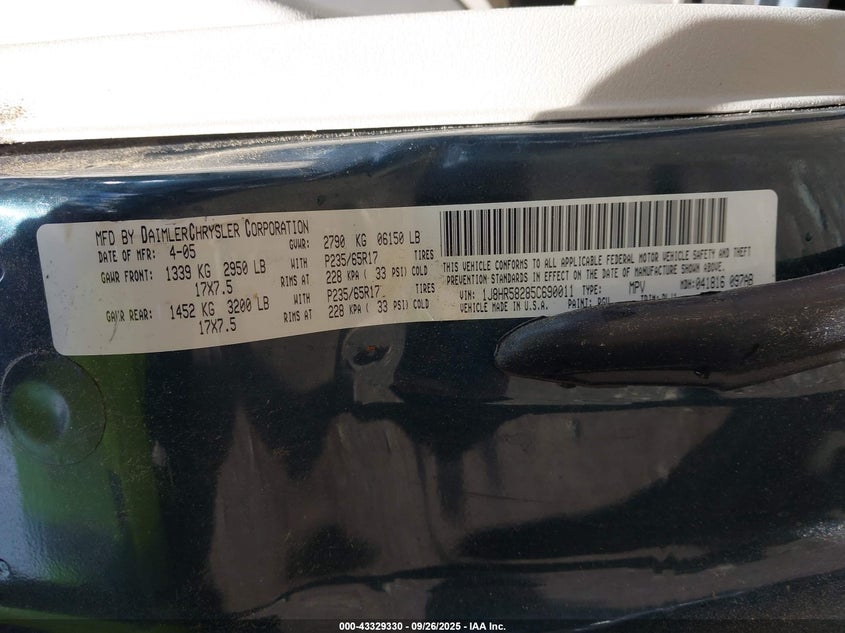 MFD BY DAIMLERCHRYSLER CORPORATION
DATE OF MFR: 4-05 GVWR: 2790 KG 06150 LB
GAWR FRONT: 1339 KG 2950 LB WITH P235/65R17 TIRES
17X7.5 RIMS AT 228 KPA ( 33 PSI) COLD
GAWR REAR: 1452 KG 3200 LB WITH P235/65R17 TIRES
17X7.5 RIMS AT 228 KPA ( 33 PSI) COLD
THIS VEHICLE CONFORMS TO ALL APPLICABLE FEDERAL MOTOR VEHICLE SAFETY AND THEFT
PREVENTION STANDARDS IN EFFECT ON THE DATE OF MANUFACTURE SHOWN ABOVE.
VIN: 1J8HR58285C690011 TYPE: MPV MDH: 041816 097AB
VEHICLE MADE IN U.S.A. PAINT:
000-43329330 - 09/26/2025 - IAA Inc.